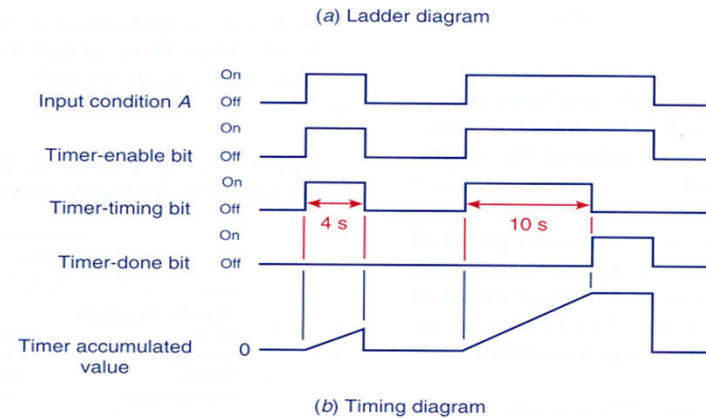 (a) Ladder diagram
On
Input condition A Off
On
Timer-enable bit Off
On
Timer-timing bit Off
4 s 10 s
On
Timer-done bit Off
Timer accumulated 0
value
(b) Timing diagram